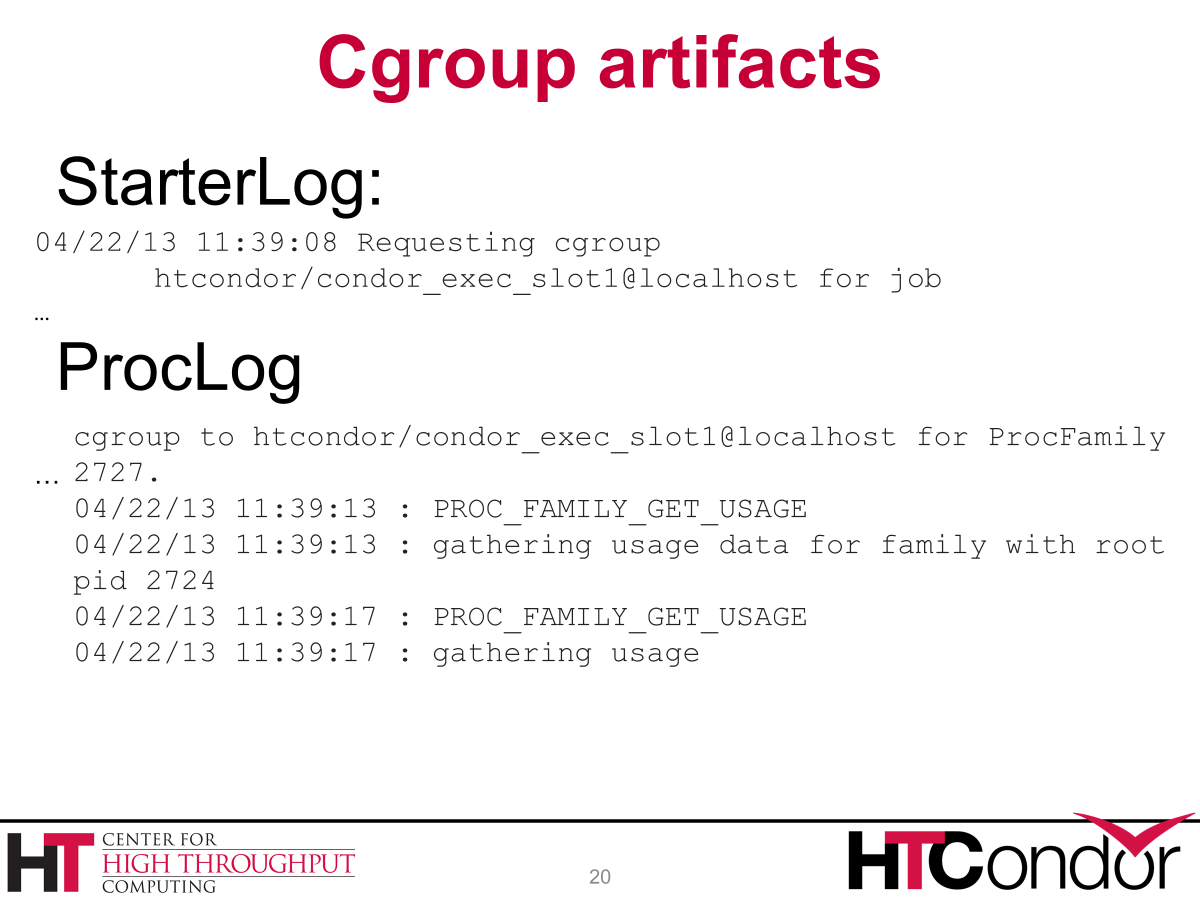 Cgroup artifacts
StarterLog:
04/22/13 11:39:08 Requesting cgroup
htcondor/condor_exec_slot1@localhost for job
…
ProcLog
cgroup to htcondor/condor_exec_slot1@localhost for ProcFamily
… 2727.
04/22/13 11:39:13 : PROC_FAMILY_GET_USAGE
04/22/13 11:39:13 : gathering usage data for family with root
pid 2724
04/22/13 11:39:17 : PROC_FAMILY_GET_USAGE
04/22/13 11:39:17 : gathering usage
HT CENTER FOR
HIGH THROUGHPUT
COMPUTING
20
HTCondor